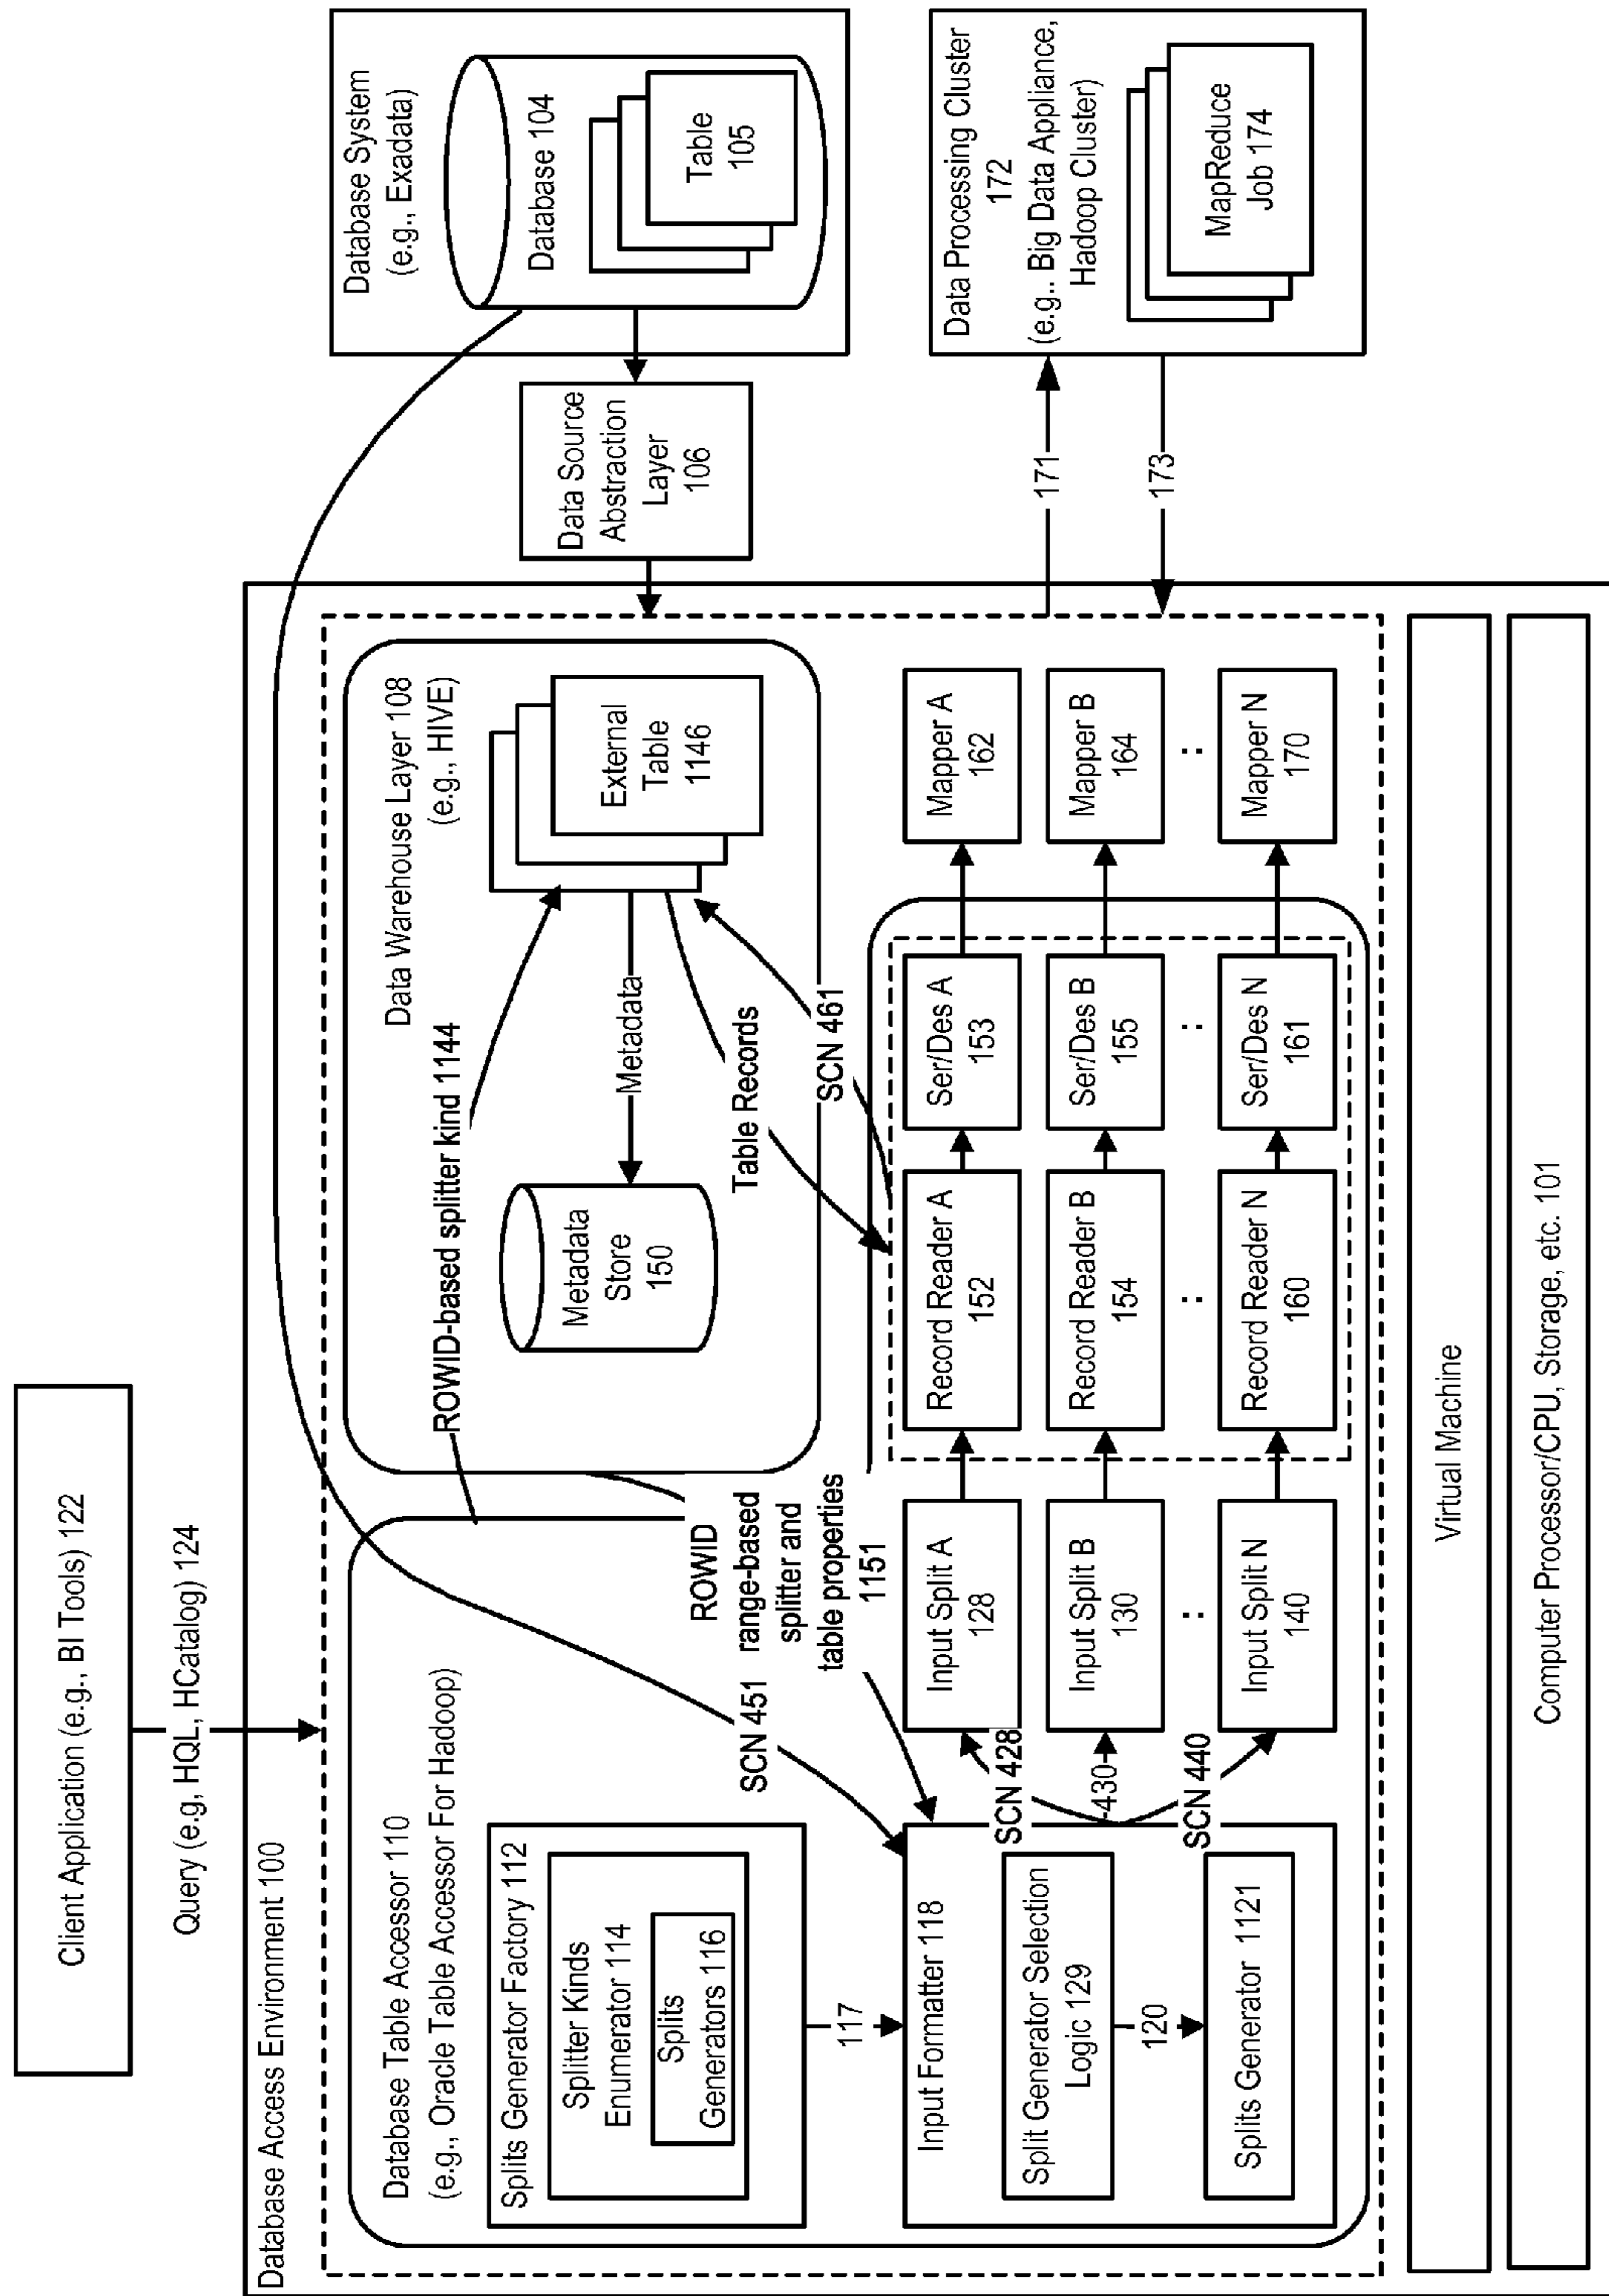 Client Application (e.g., BI Tools) 122
Query (e.g, HQL, HCatalog) 124
Database Access Environment 100
Database Table Accessor 110
(e.g., Oracle Table Accessor For Hadoop)
Splits Generator Factory 112
Splitter Kinds
Enumerator 114
Splits
Generators 116
117
Input Formatter 118
Split Generator Selection
Logic 129
120
Splits Generator 1121
SCN 451
ROWID
range-based
splitter and
table properties
1151
SCN 428
430
SCN 440
Input Split A
128
Input Split B
130
:
Input Split N
140
ROWID-based splitter kind 1144
Data Warehouse Layer 108
(e.g., HIVE)
Metadata
Store
150
Metadata
External
Table
1146
Table Records
SCN 461
Record Reader A
152
Record Reader B
154
:
Record Reader N
160
Ser/Des A
153
Ser/Des B
155
:
Ser/Des N
161
Mapper A
162
Mapper B
164
:
Mapper N
170
Virtual Machine
Computer Processor/CPU, Storage, etc. 101
Data Source
Abstraction
Layer
106
Database System
(e.g., Exadata)
Database 104
Table
105
171
173
Data Processing Cluster
172
(e.g.. Big Data Appliance,
Hadoop Cluster)
MapReduce
Job 174